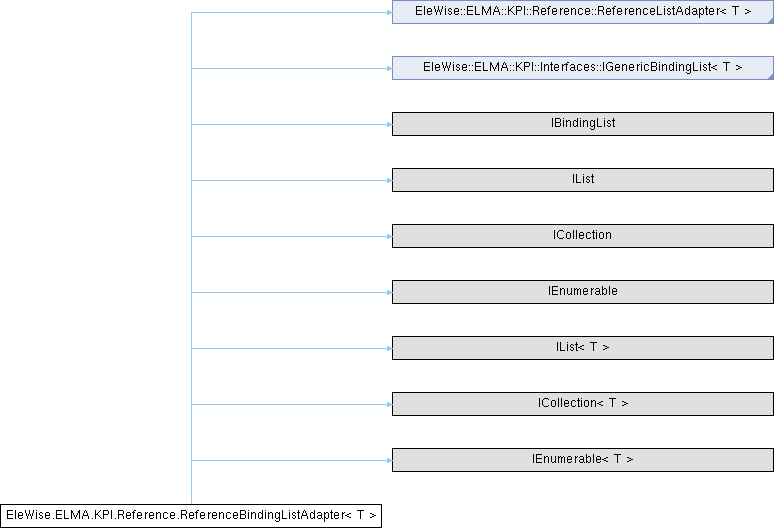 EleWise::ELMA::KPI::Reference::ReferenceListAdapter< T >
EleWise::ELMA::KPI::Interfaces::IGenericBindingList< T >
IBindingList
IList
ICollection
IEnumerable
IList< T >
ICollection< T >
IEnumerable< T >
EleWise.ELMA.KPI.Reference.ReferenceBindingListAdapter< T >